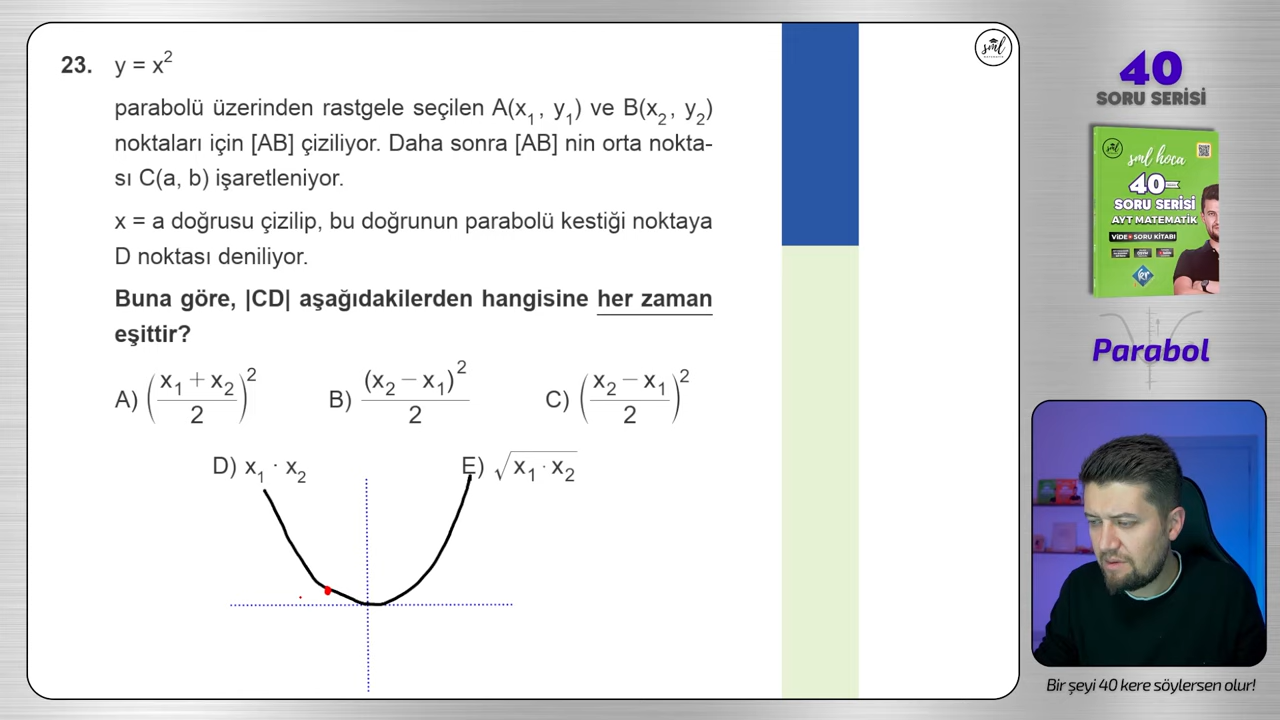 23. y = x²
parabolü üzerinden rastgele seçilen A(x₁, y₁) ve B(x₂, y₂)
noktaları için [AB] çiziliyor. Daha sonra [AB] nin orta nokta-
sı C(a, b) işaretleniyor.
x = a doğrusu çizilip, bu doğrunun parabolü kestiği noktaya
D noktası deniliyor.
Buna göre, |CD| aşağıdakilerden hangisine her zaman
eşittir?
A) ((x₁ + x₂)/2)² B) (x₂ − x₁)²/2 C) ((x₂ − x₁)/2)²
D) x₁ · x₂ E) √(x₁ · x₂)
sml
40
SORU SERİSİ
sml hoca
40
SORU SERİSİ
AYT MATEMATİK
VİDEO SORU KİTABI
Parabol
Bir şeyi 40 kere söylersen olur!